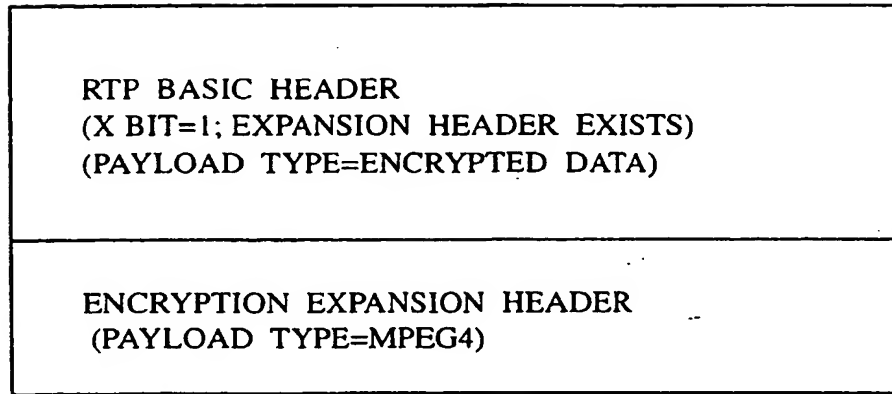 RTP BASIC HEADER
(X BIT=1; EXPANSION HEADER EXISTS)
(PAYLOAD TYPE=ENCRYPTED DATA)
ENCRYPTION EXPANSION HEADER
(PAYLOAD TYPE=MPEG4)